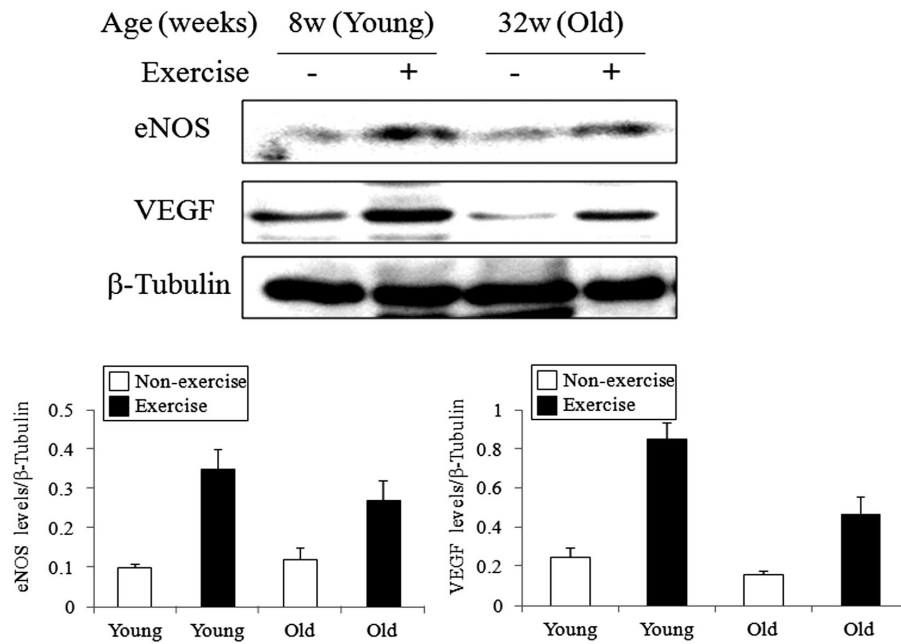 Age (weeks) 8w (Young) 32w (Old)
Exercise - + - +
eNOS
VEGF
β-Tubulin
Non-exercise
Exercise
eNOS levels/β-Tubulin
0.5
0.4
0.3
0.2
0.1
0
Young Young Old Old
Non-exercise
Exercise
VEGF levels/β-Tubulin
1
0.8
0.6
0.4
0.2
0
Young Young Old Old